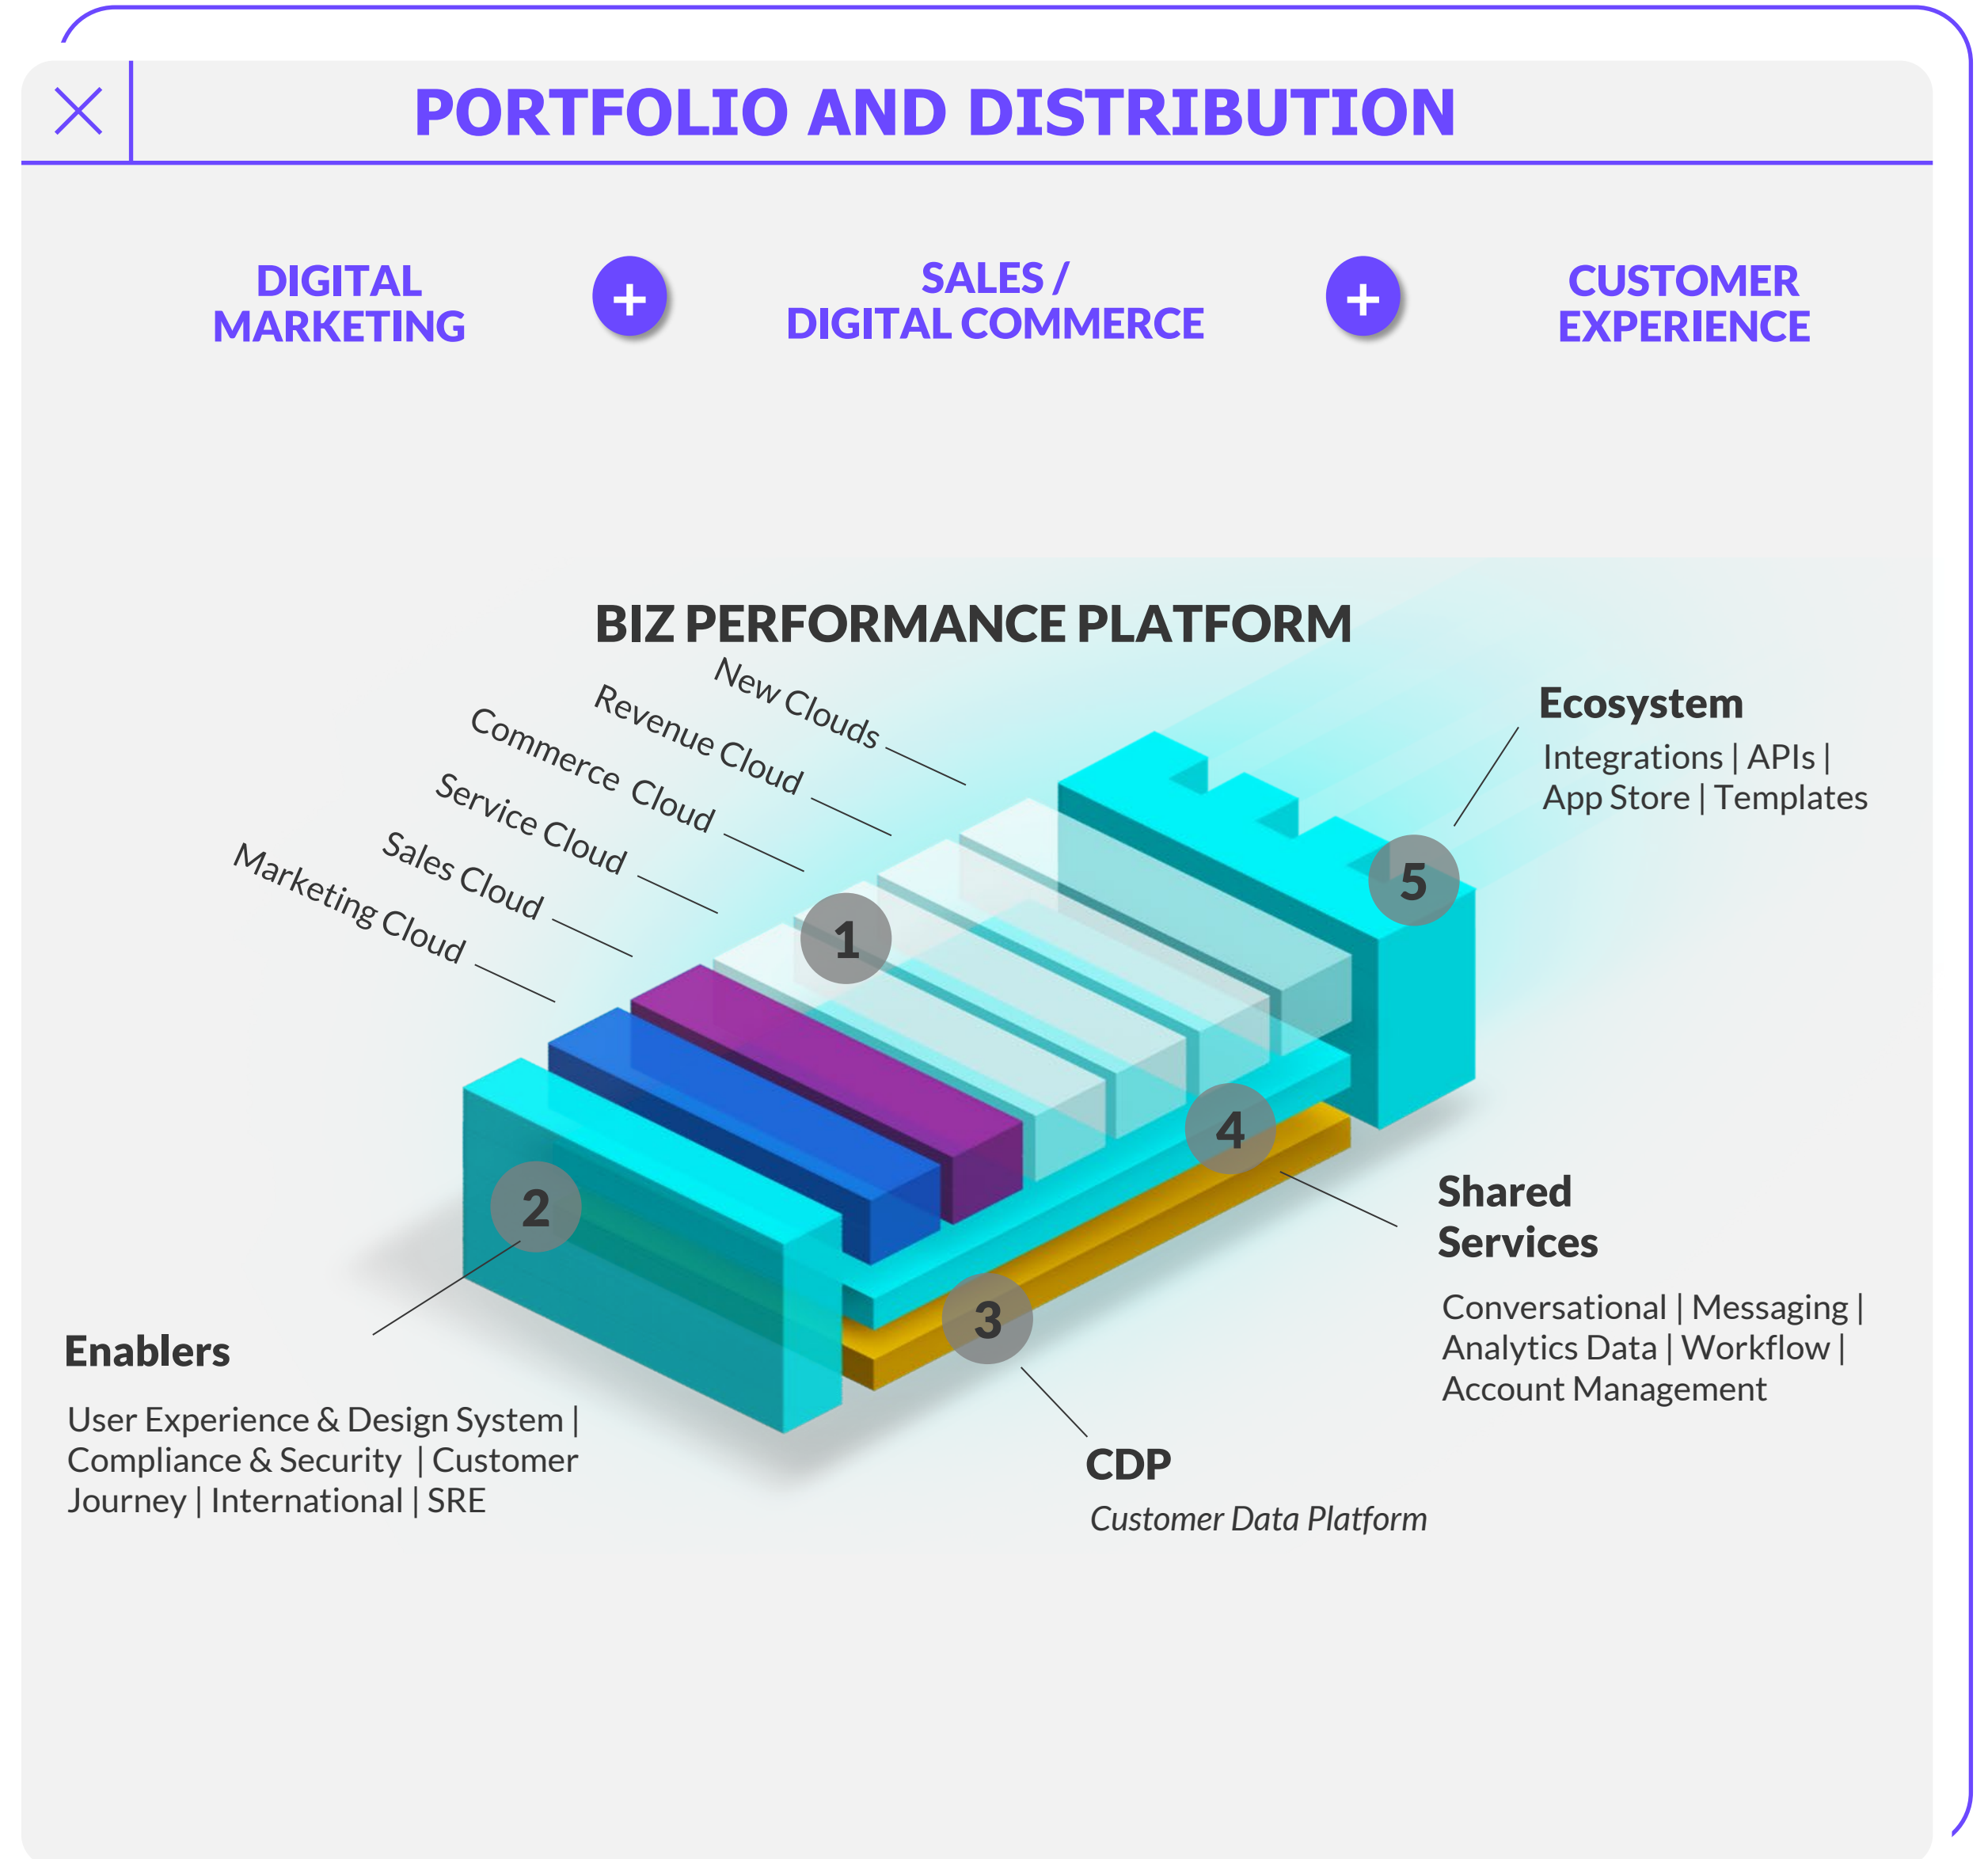 PORTFOLIO AND DISTRIBUTION
DIGITAL
MARKETING
+
SALES /
DIGITAL COMMERCE
+
CUSTOMER
EXPERIENCE
BIZ PERFORMANCE PLATFORM
New Clouds
Revenue Cloud
Commerce Cloud
Service Cloud
Sales Cloud
Marketing Cloud
1
2
3
4
5
Ecosystem
Integrations | APIs |
App Store | Templates
Shared
Services
Conversational | Messaging |
Analytics Data | Workflow |
Account Management
Enablers
User Experience & Design System |
Compliance & Security | Customer
Journey | International | SRE
CDP
Customer Data Platform